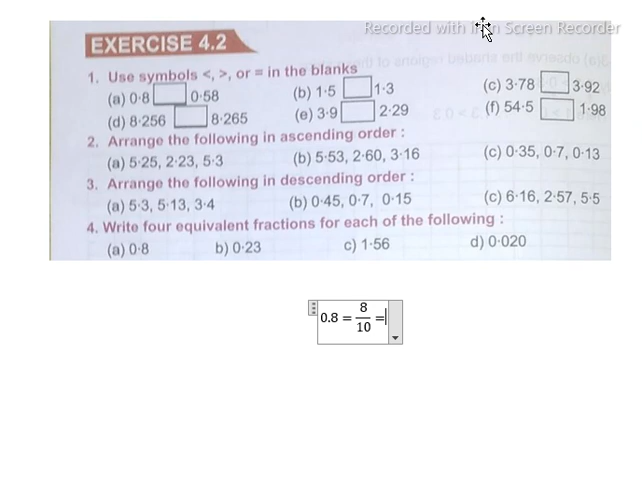 Recorded with Iron Screen Recorder
EXERCISE 4.2
1. Use symbols <, >, or = in the blanks
(a) 0·8 0·58 (b) 1·5 1·3 (c) 3·78 3·92
(d) 8·256 8·265 (e) 3·9 2·29 (f) 54·5 1·98
2. Arrange the following in ascending order :
(a) 5·25, 2·23, 5·3 (b) 5·53, 2·60, 3·16 (c) 0·35, 0·7, 0·13
3. Arrange the following in descending order :
(a) 5·3, 5·13, 3·4 (b) 0·45, 0·7, 0·15 (c) 6·16, 2·57, 5·5
4. Write four equivalent fractions for each of the following :
(a) 0·8 b) 0·23 c) 1·56 d) 0·020
0.8 = 8/10 =